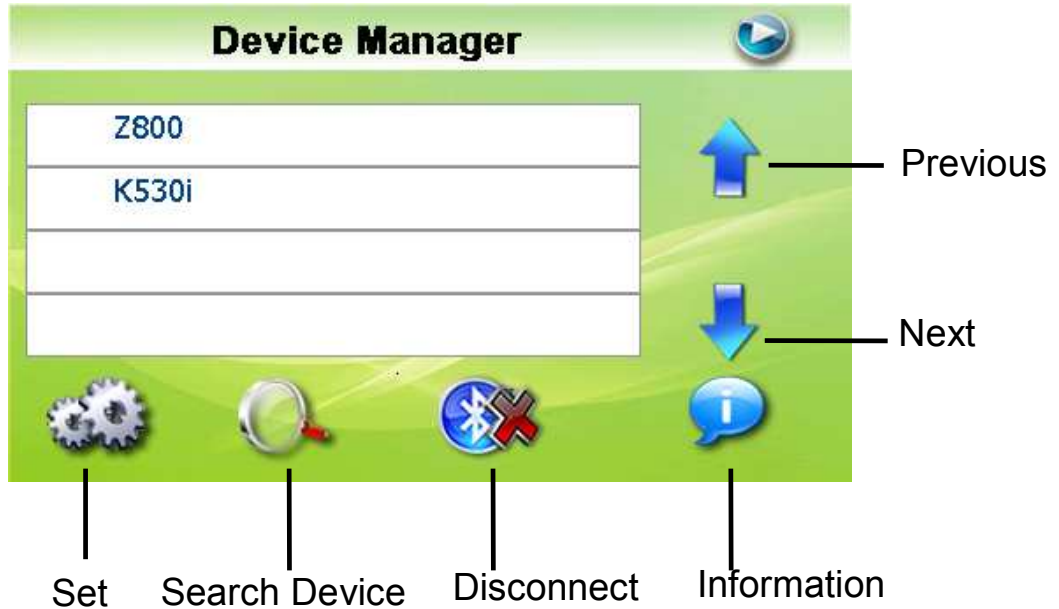 Device Manager
Z800
K530i
Previous
Next
Set
Search Device
Disconnect
Information